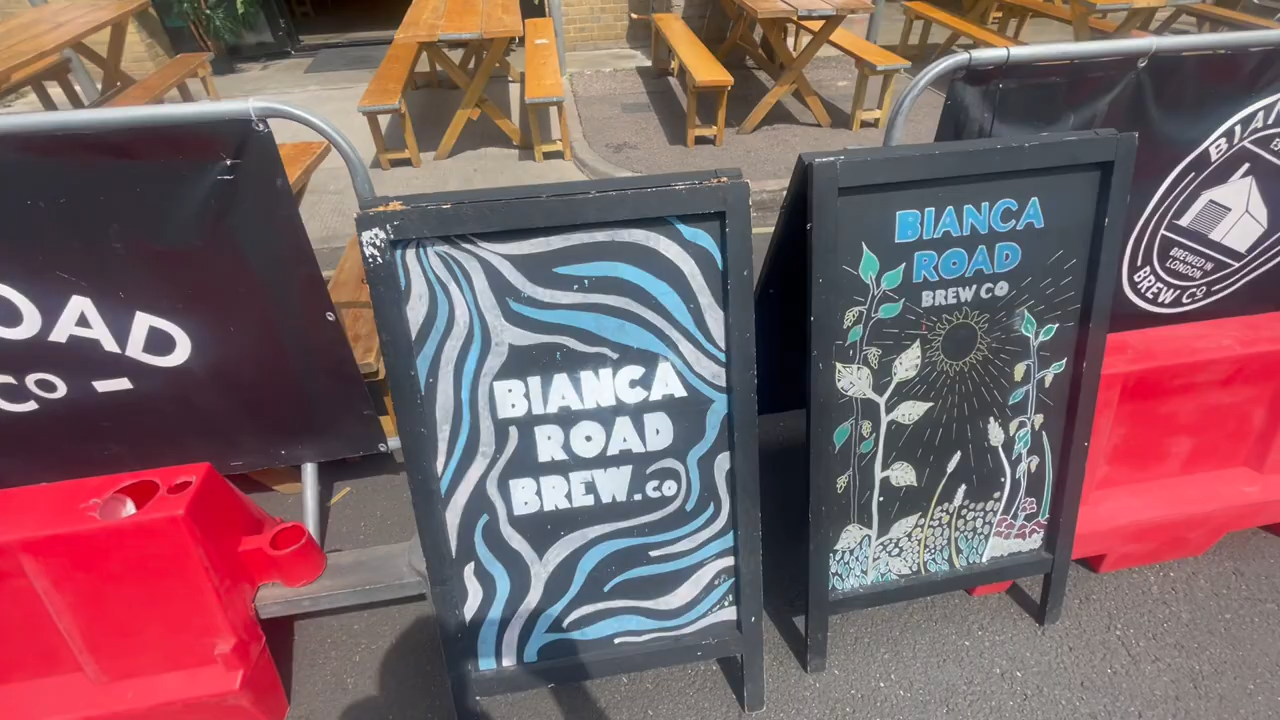 OAD
CO -
BIANCA
ROAD
BREW.CO
BIANCA
ROAD
BREW CO
BREWED IN
LONDON
BREW CO